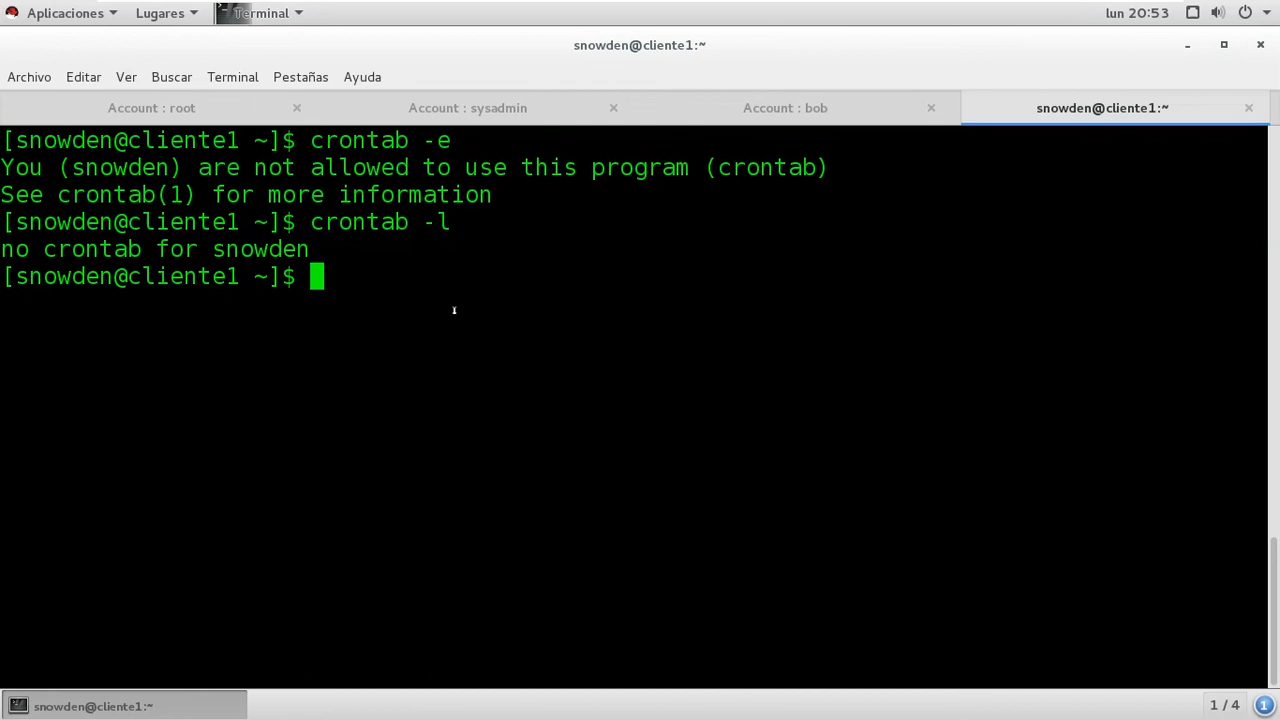 Aplicaciones Lugares Terminal lun 20:53
snowden@cliente1:~
Archivo Editar Ver Buscar Terminal Pestañas Ayuda
Account : root Account : sysadmin Account : bob snowden@cliente1:~
[snowden@cliente1 ~]$ crontab -e
You (snowden) are not allowed to use this program (crontab)
See crontab(1) for more information
[snowden@cliente1 ~]$ crontab -l
no crontab for snowden
[snowden@cliente1 ~]$
snowden@cliente1:~ 1 / 4 1